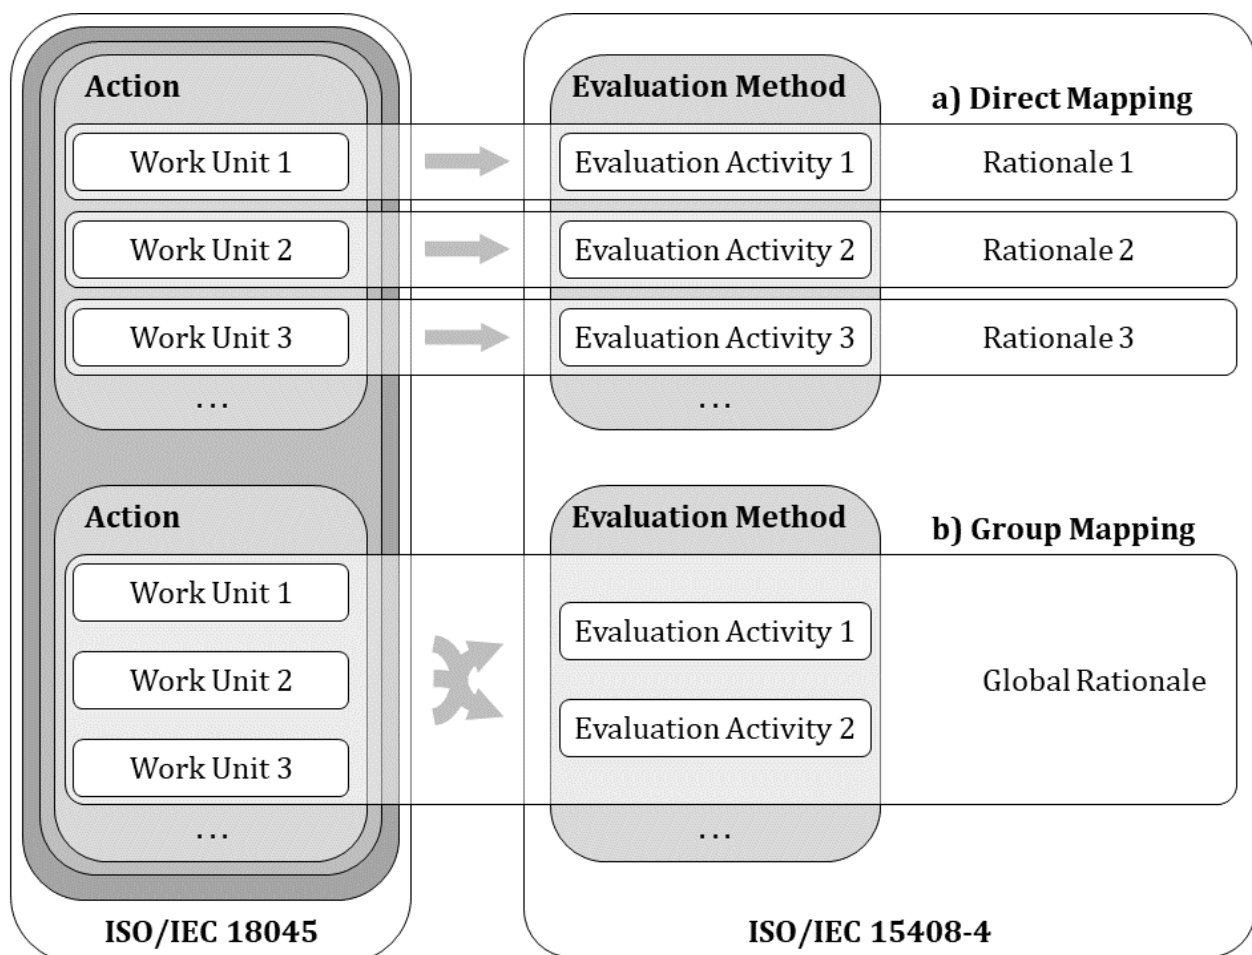 Action
Evaluation Method
a) Direct Mapping
Work Unit 1
Evaluation Activity 1
Rationale 1
Work Unit 2
Evaluation Activity 2
Rationale 2
Work Unit 3
Evaluation Activity 3
Rationale 3
...
...
Action
Evaluation Method
b) Group Mapping
Work Unit 1
Work Unit 2
Work Unit 3
Evaluation Activity 1
Evaluation Activity 2
Global Rationale
...
...
ISO/IEC 18045
ISO/IEC 15408-4